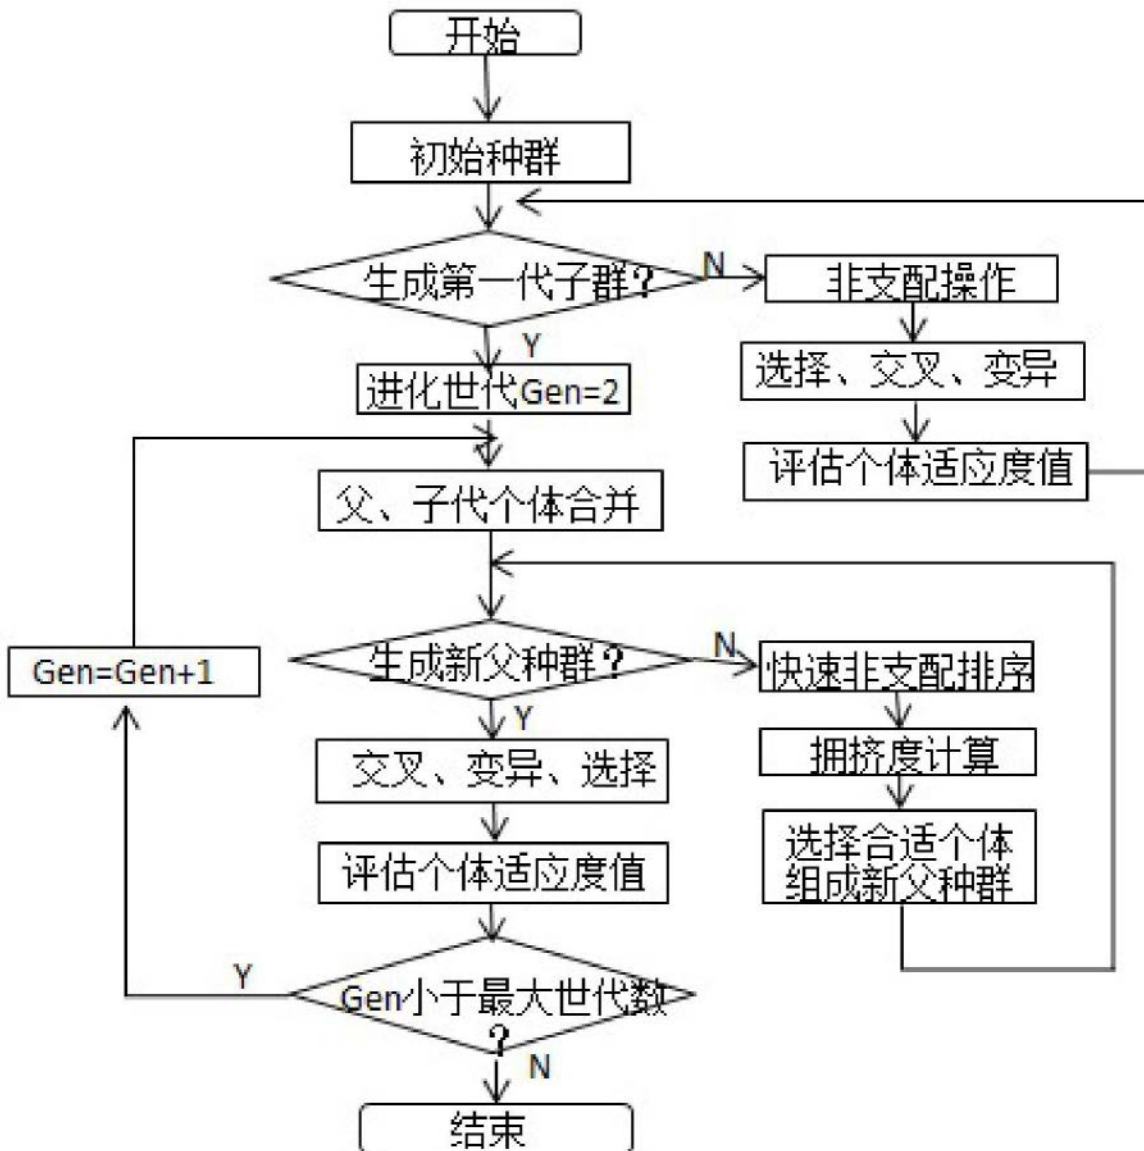 开始
初始种群
生成第一代子群？
N
非支配操作
Y
选择、交叉、变异
进化世代Gen=2
评估个体适应度值
父、子代个体合并
生成新父种群？
N
快速非支配排序
Gen=Gen+1
Y
拥挤度计算
交叉、变异、选择
选择合适个体
组成新父种群
评估个体适应度值
Y
Gen小于最大世代数
？
N
结束